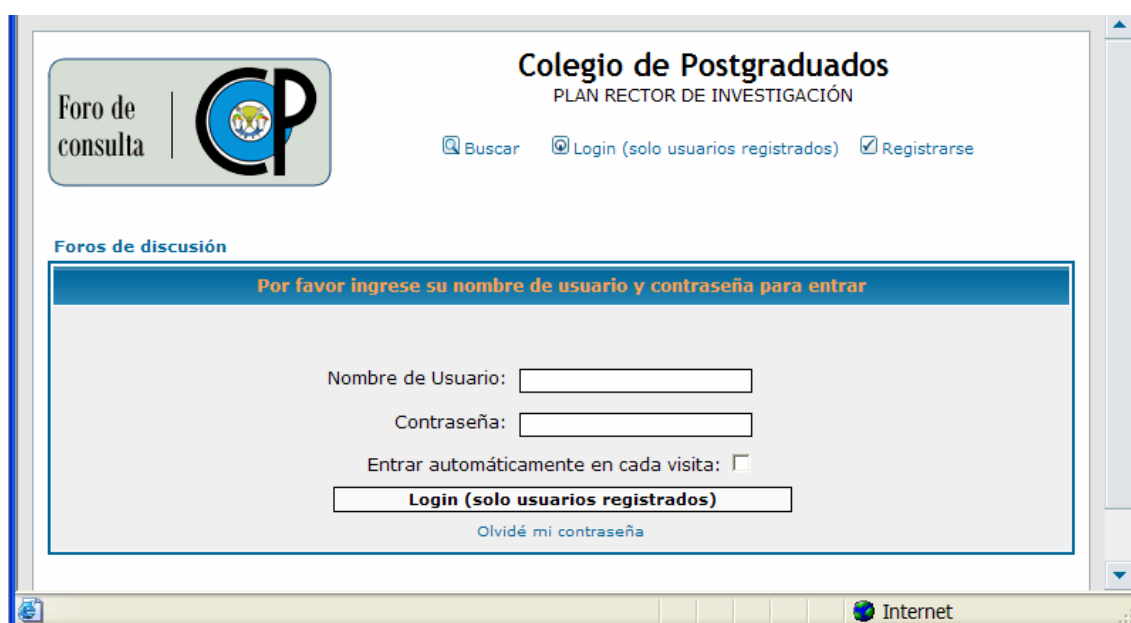 Foro de
consulta
CP
Colegio de Postgraduados
PLAN RECTOR DE INVESTIGACIÓN
Buscar Login (solo usuarios registrados) Registrarse
Foros de discusión
Por favor ingrese su nombre de usuario y contraseña para entrar
Nombre de Usuario:
Contraseña:
Entrar automáticamente en cada visita:
Login (solo usuarios registrados)
Olvidé mi contraseña
Internet